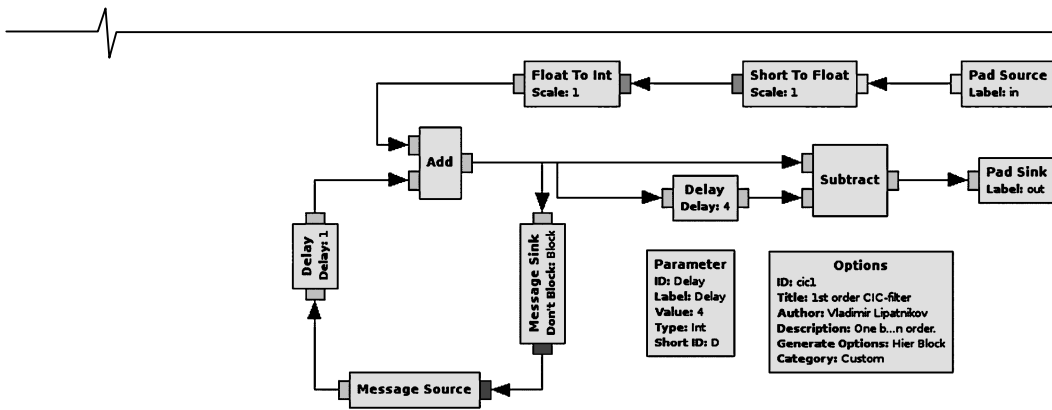 Float To Int
Scale: 1
Short To Float
Scale: 1
Pad Source
Label: in
Add
Subtract
Pad Sink
Label: out
Delay
Delay: 4
Delay
Delay: 1
Message Sink
Don't Block: Block
Message Source
Parameter
ID: Delay
Label: Delay
Value: 4
Type: Int
Short ID: D
Options
ID: cic1
Title: 1st order CIC-filter
Author: Vladimir Lipatnikov
Description: One b...n order.
Generate Options: Hier Block
Category: Custom